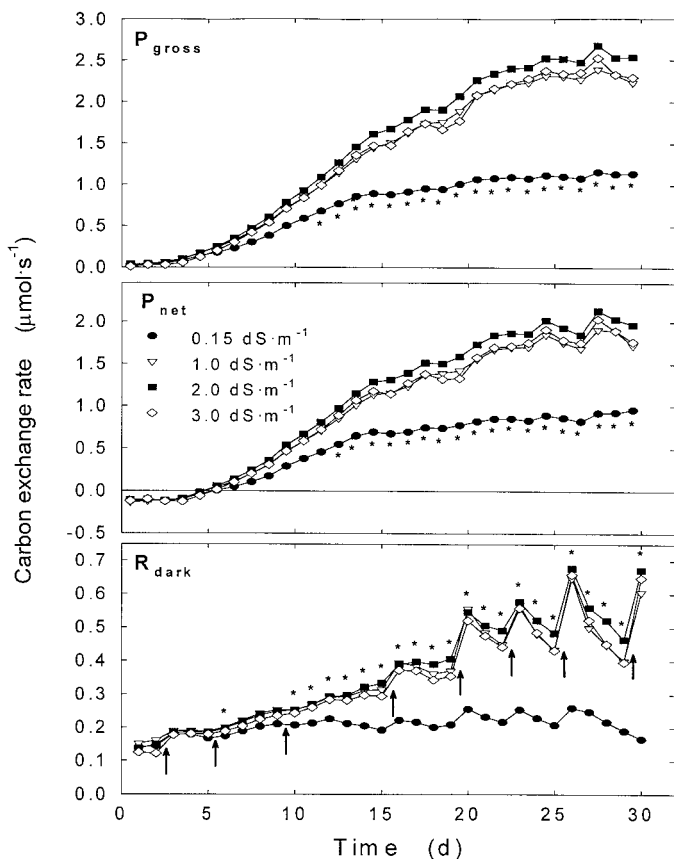 P gross
3.0
2.5
2.0
1.5
1.0
0.5
0.0
P net
0.15 dS·m⁻¹
1.0 dS·m⁻¹
2.0 dS·m⁻¹
3.0 dS·m⁻¹
2.0
1.5
1.0
0.5
0.0
-0.5
R dark
0.7
0.6
0.5
0.4
0.3
0.2
0.1
0.0
0 5 10 15 20 25 30
Time (d)
Carbon exchange rate (μmol·s⁻¹)